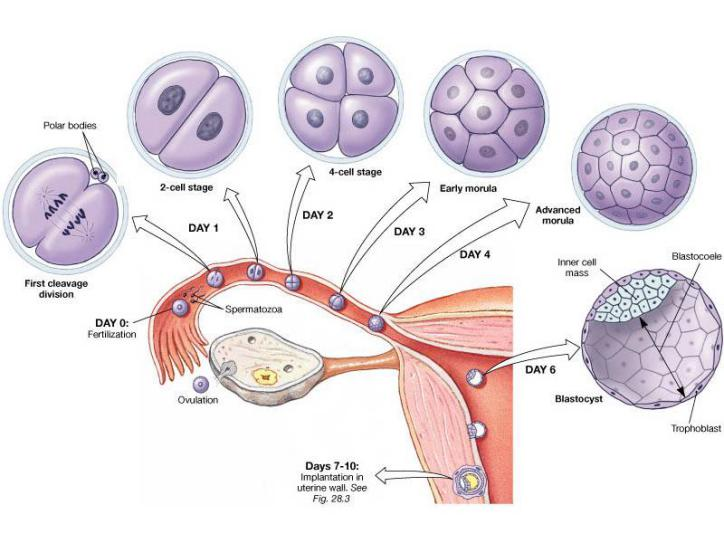 Polar bodies
2-cell stage
4-cell stage
Early morula
Advanced
morula
First cleavage
division
DAY 1
DAY 2
DAY 3
DAY 4
Inner cell
mass
Blastocoele
Spermatozoa
DAY 0:
Fertilization
Ovulation
DAY 6
Blastocyst
Trophoblast
Days 7-10:
Implantation in
uterine wall. See
Fig. 28.3